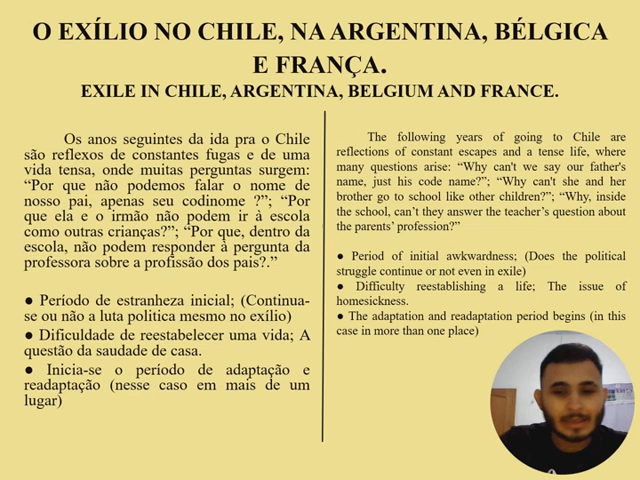 O EXÍLIO NO CHILE, NA ARGENTINA, BÉLGICA
E FRANÇA.
EXILE IN CHILE, ARGENTINA, BELGIUM AND FRANCE.
Os anos seguintes da ida pra o Chile
são reflexos de constantes fugas e de uma
vida tensa, onde muitas perguntas surgem:
“Por que não podemos falar o nome de
nosso pai, apenas seu codinome ?”; “Por
que ela e o irmão não podem ir à escola
como outras crianças?”; “Por que, dentro da
escola, não podem responder à pergunta da
professora sobre a profissão dos pais?.”
● Período de estranheza inicial; (Continua-
se ou não a luta politica mesmo no exílio)
● Dificuldade de reestabelecer uma vida; A
questão da saudade de casa.
● Inicia-se o período de adaptação e
readaptação (nesse caso em mais de um
lugar)
The following years of going to Chile are
reflections of constant escapes and a tense life, where
many questions arise: “Why can't we say our father's
name, just his code name?”; “Why can't she and her
brother go to school like other children?”; “Why, inside
the school, can’t they answer the teacher’s question about
the parents’ profession?”
● Period of initial awkwardness; (Does the political
struggle continue or not even in exile)
● Difficulty reestablishing a life; The issue of
homesickness.
● The adaptation and readaptation period begins (in this
case in more than one place)